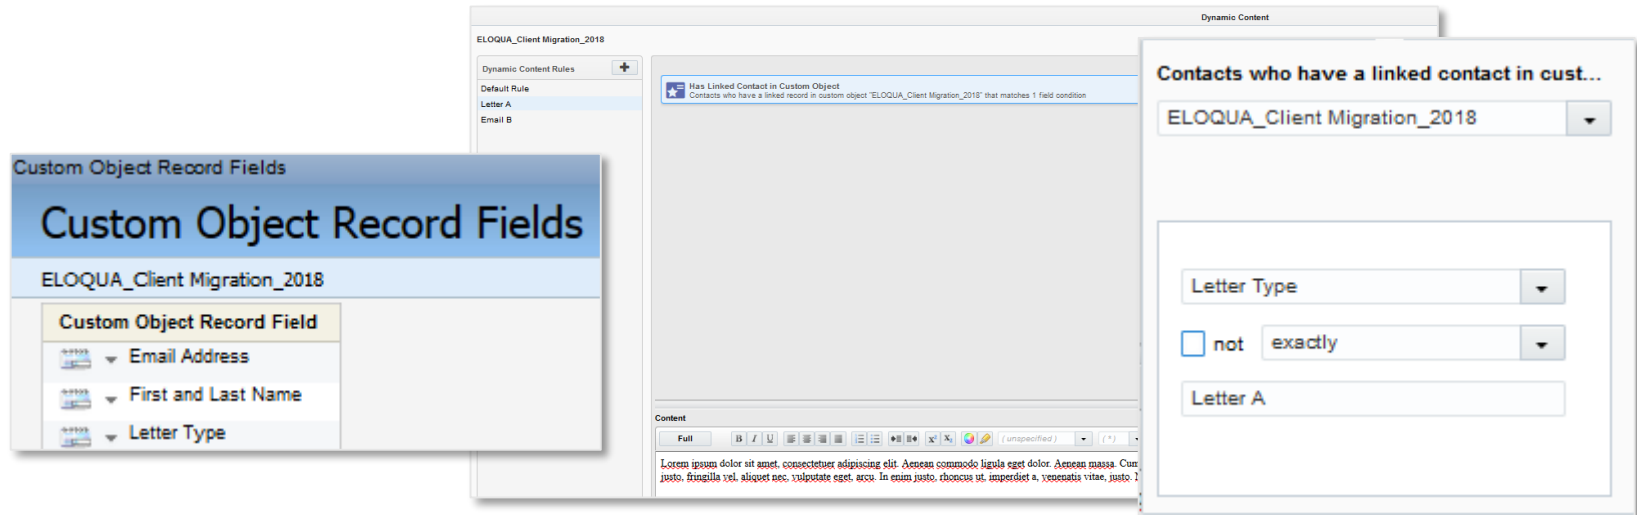 Dynamic Content
ELOQUA_Client Migration_2018
Dynamic Content Rules
Default Rule
Letter A
Email B
Has Linked Contact in Custom Object
Contacts who have a linked record in custom object "ELOQUA_Client Migration_2018" that matches 1 field condition
Content
Full B I U x² X₂ (unspecified) (*)
Lorem ipsum dolor sit amet, consectetuer adipiscing elit. Aenean commodo ligula eget dolor. Aenean massa. Cum
justo, fringilla vel, aliquet nec, vulputate eget, arcu. In enim justo, rhoncus ut, imperdiet a, venenatis vitae, justo.
Custom Object Record Fields
Custom Object Record Fields
ELOQUA_Client Migration_2018
Custom Object Record Field
Email Address
First and Last Name
Letter Type
Contacts who have a linked contact in cust...
ELOQUA_Client Migration_2018
Letter Type
not exactly
Letter A